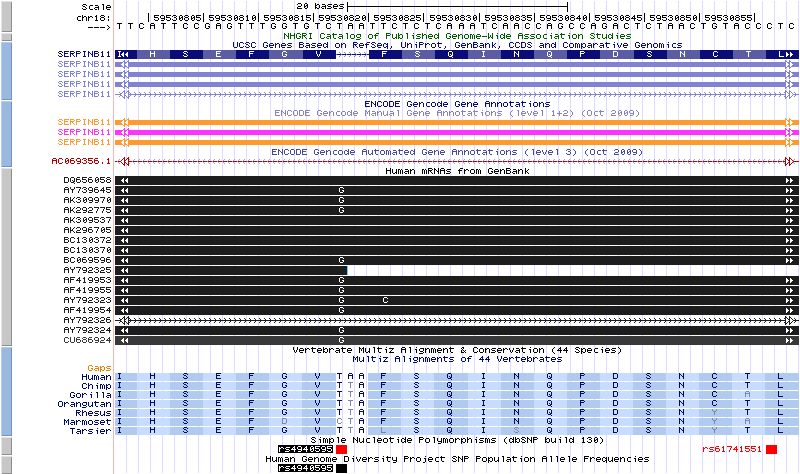 Scale 20 bases
chr18: 59530805 59530810 59530815 59530820 59530825 59530830 59530835 59530840 59530845 59530850 59530855
---> T T C A T T C C G A G T T T G G T G T C T A A T T C T C T C A A A T C A A C C A G C C A G A C T C T A A C T G T A C C C T C
NHGRI Catalog of Published Genome-Wide Association Studies
UCSC Genes Based on RefSeq, UniProt, GenBank, CCDS and Comparative Genomics
SERPINB11 I H S E F G V F S Q I N Q P D S N C T L
SERPINB11
SERPINB11
SERPINB11
SERPINB11
ENCODE Gencode Gene Annotations
ENCODE Gencode Manual Gene Annotations (level 1+2) (Oct 2009)
SERPINB11
SERPINB11
SERPINB11
ENCODE Gencode Automated Gene Annotations (level 3) (Oct 2009)
AC069356.1
Human mRNAs from GenBank
DQ656058
AY739645 G
AK309970 G
AK292775 G
AK309537
AK296705
BC130372
BC130370
BC069596 G
AY792325
AF419953 G
AF419955 G
AY792323 G C
AF419954 G
AY792326
AY792324 G
CU686924 G
Vertebrate Multiz Alignment & Conservation (44 Species)
Multiz Alignments of 44 Vertebrates
Gaps
Human I H S E F G V T A A F S Q I N Q P D S N C T L
Chimp I H S E F G V T T A F S Q I N Q P D S N C T L
Gorilla I H S E F G V T T A F S Q I N Q P D S N C A L
Orangutan I H S E F G V T T A F S Q I N Q P D S N C T L
Rhesus I H S E F G V T T A F S Q I N Q P D S N Y T L
Marmoset I H S E F D V C T A F S Q I N Q P D S N C T L
Tarsier I H S E F G V T T A L S Q I S Q P D S N Y T L
Simple Nucleotide Polymorphisms (dbSNP build 130)
rs4940595 rs61741551
Human Genome Diversity Project SNP Population Allele Frequencies
rs4940595